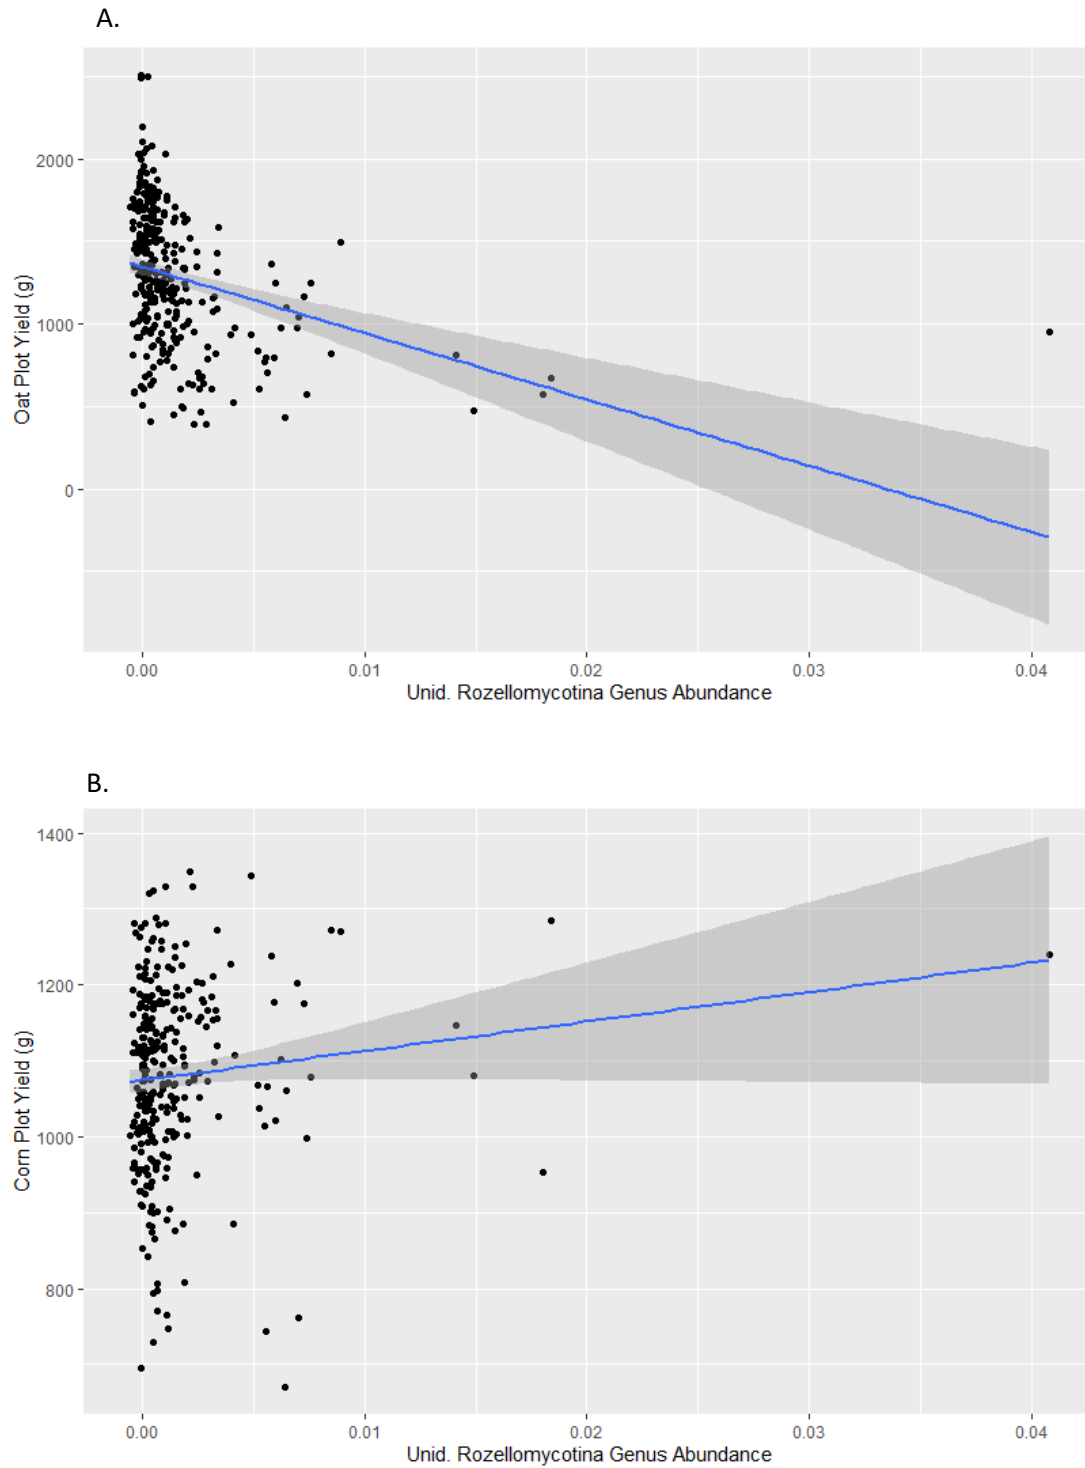 A.
2000
1000
0
Oat Plot Yield (g)
0.00 0.01 0.02 0.03 0.04
Unid. Rozellomycotina Genus Abundance
B.
1400
1200
1000
800
Corn Plot Yield (g)
0.00 0.01 0.02 0.03 0.04
Unid. Rozellomycotina Genus Abundance